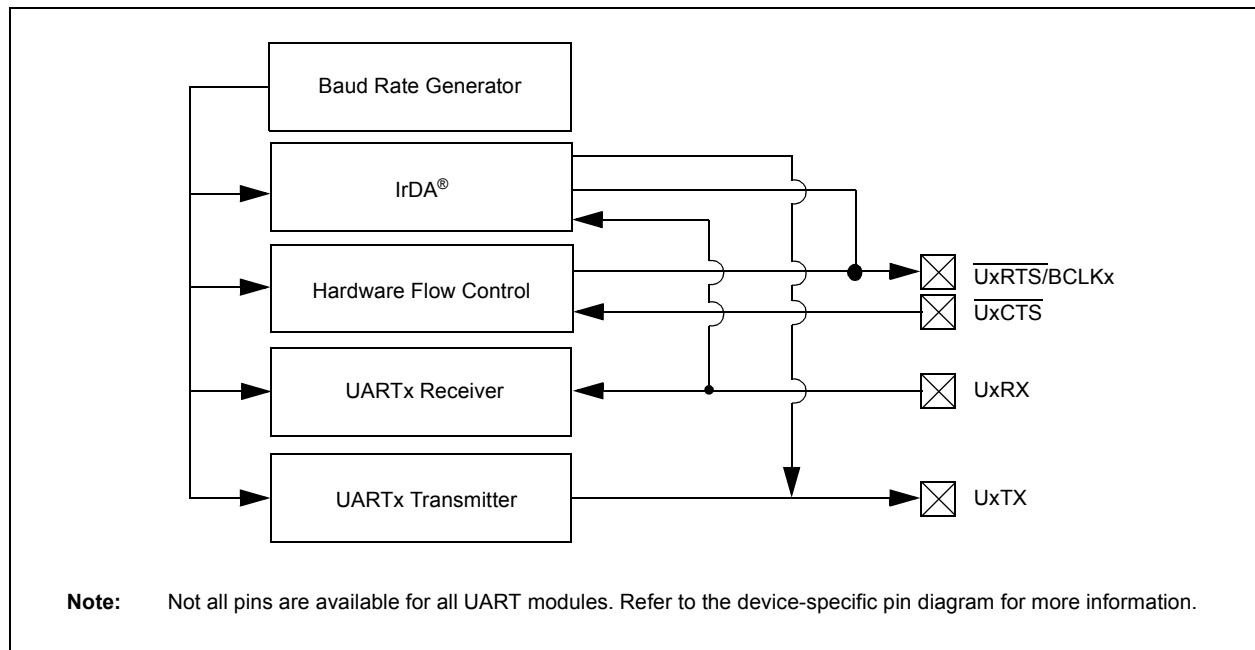 Baud Rate Generator
IrDA®
Hardware Flow Control
UxRTS/BCLKx
UxCTS
UARTx Receiver
UxRX
UARTx Transmitter
UxTX
Note: Not all pins are available for all UART modules. Refer to the device-specific pin diagram for more information.